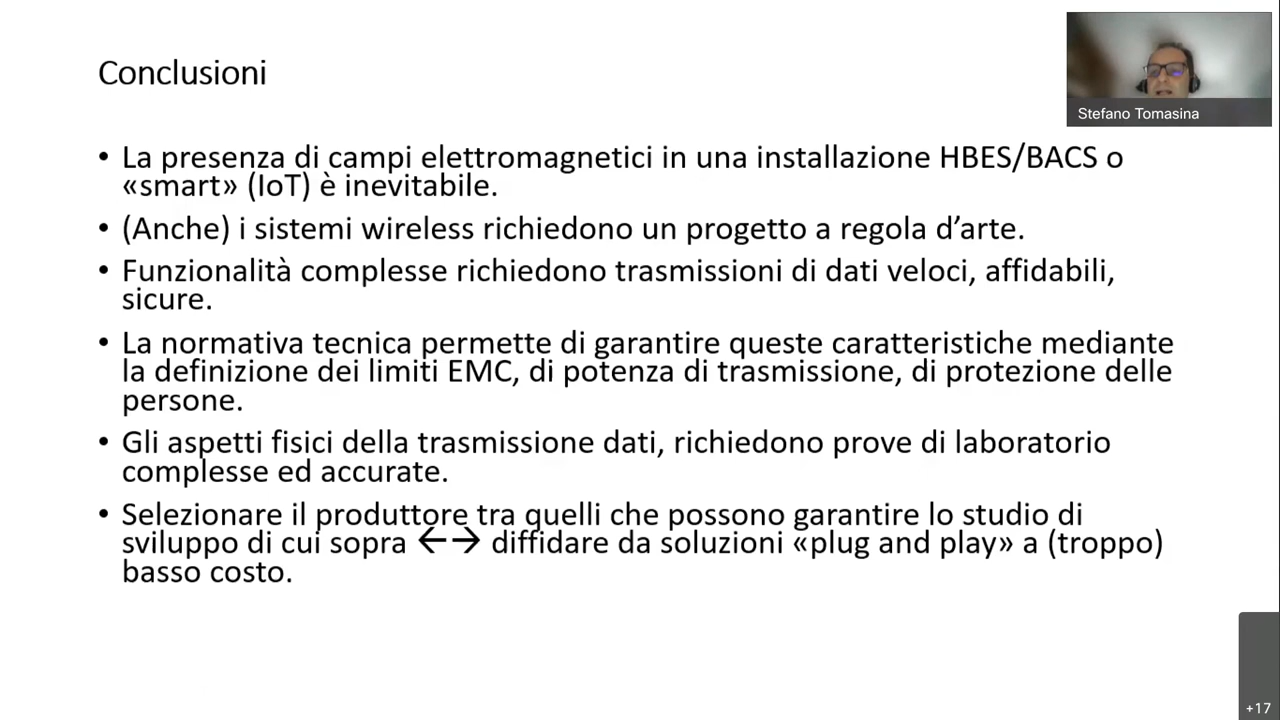 Conclusioni
Stefano Tomasina
• La presenza di campi elettromagnetici in una installazione HBES/BACS o
«smart» (IoT) è inevitabile.
• (Anche) i sistemi wireless richiedono un progetto a regola d’arte.
• Funzionalità complesse richiedono trasmissioni di dati veloci, affidabili,
sicure.
• La normativa tecnica permette di garantire queste caratteristiche mediante
la definizione dei limiti EMC, di potenza di trasmissione, di protezione delle
persone.
• Gli aspetti fisici della trasmissione dati, richiedono prove di laboratorio
complesse ed accurate.
• Selezionare il produttore tra quelli che possono garantire lo studio di
sviluppo di cui sopra ←→ diffidare da soluzioni «plug and play» a (troppo)
basso costo.
+17